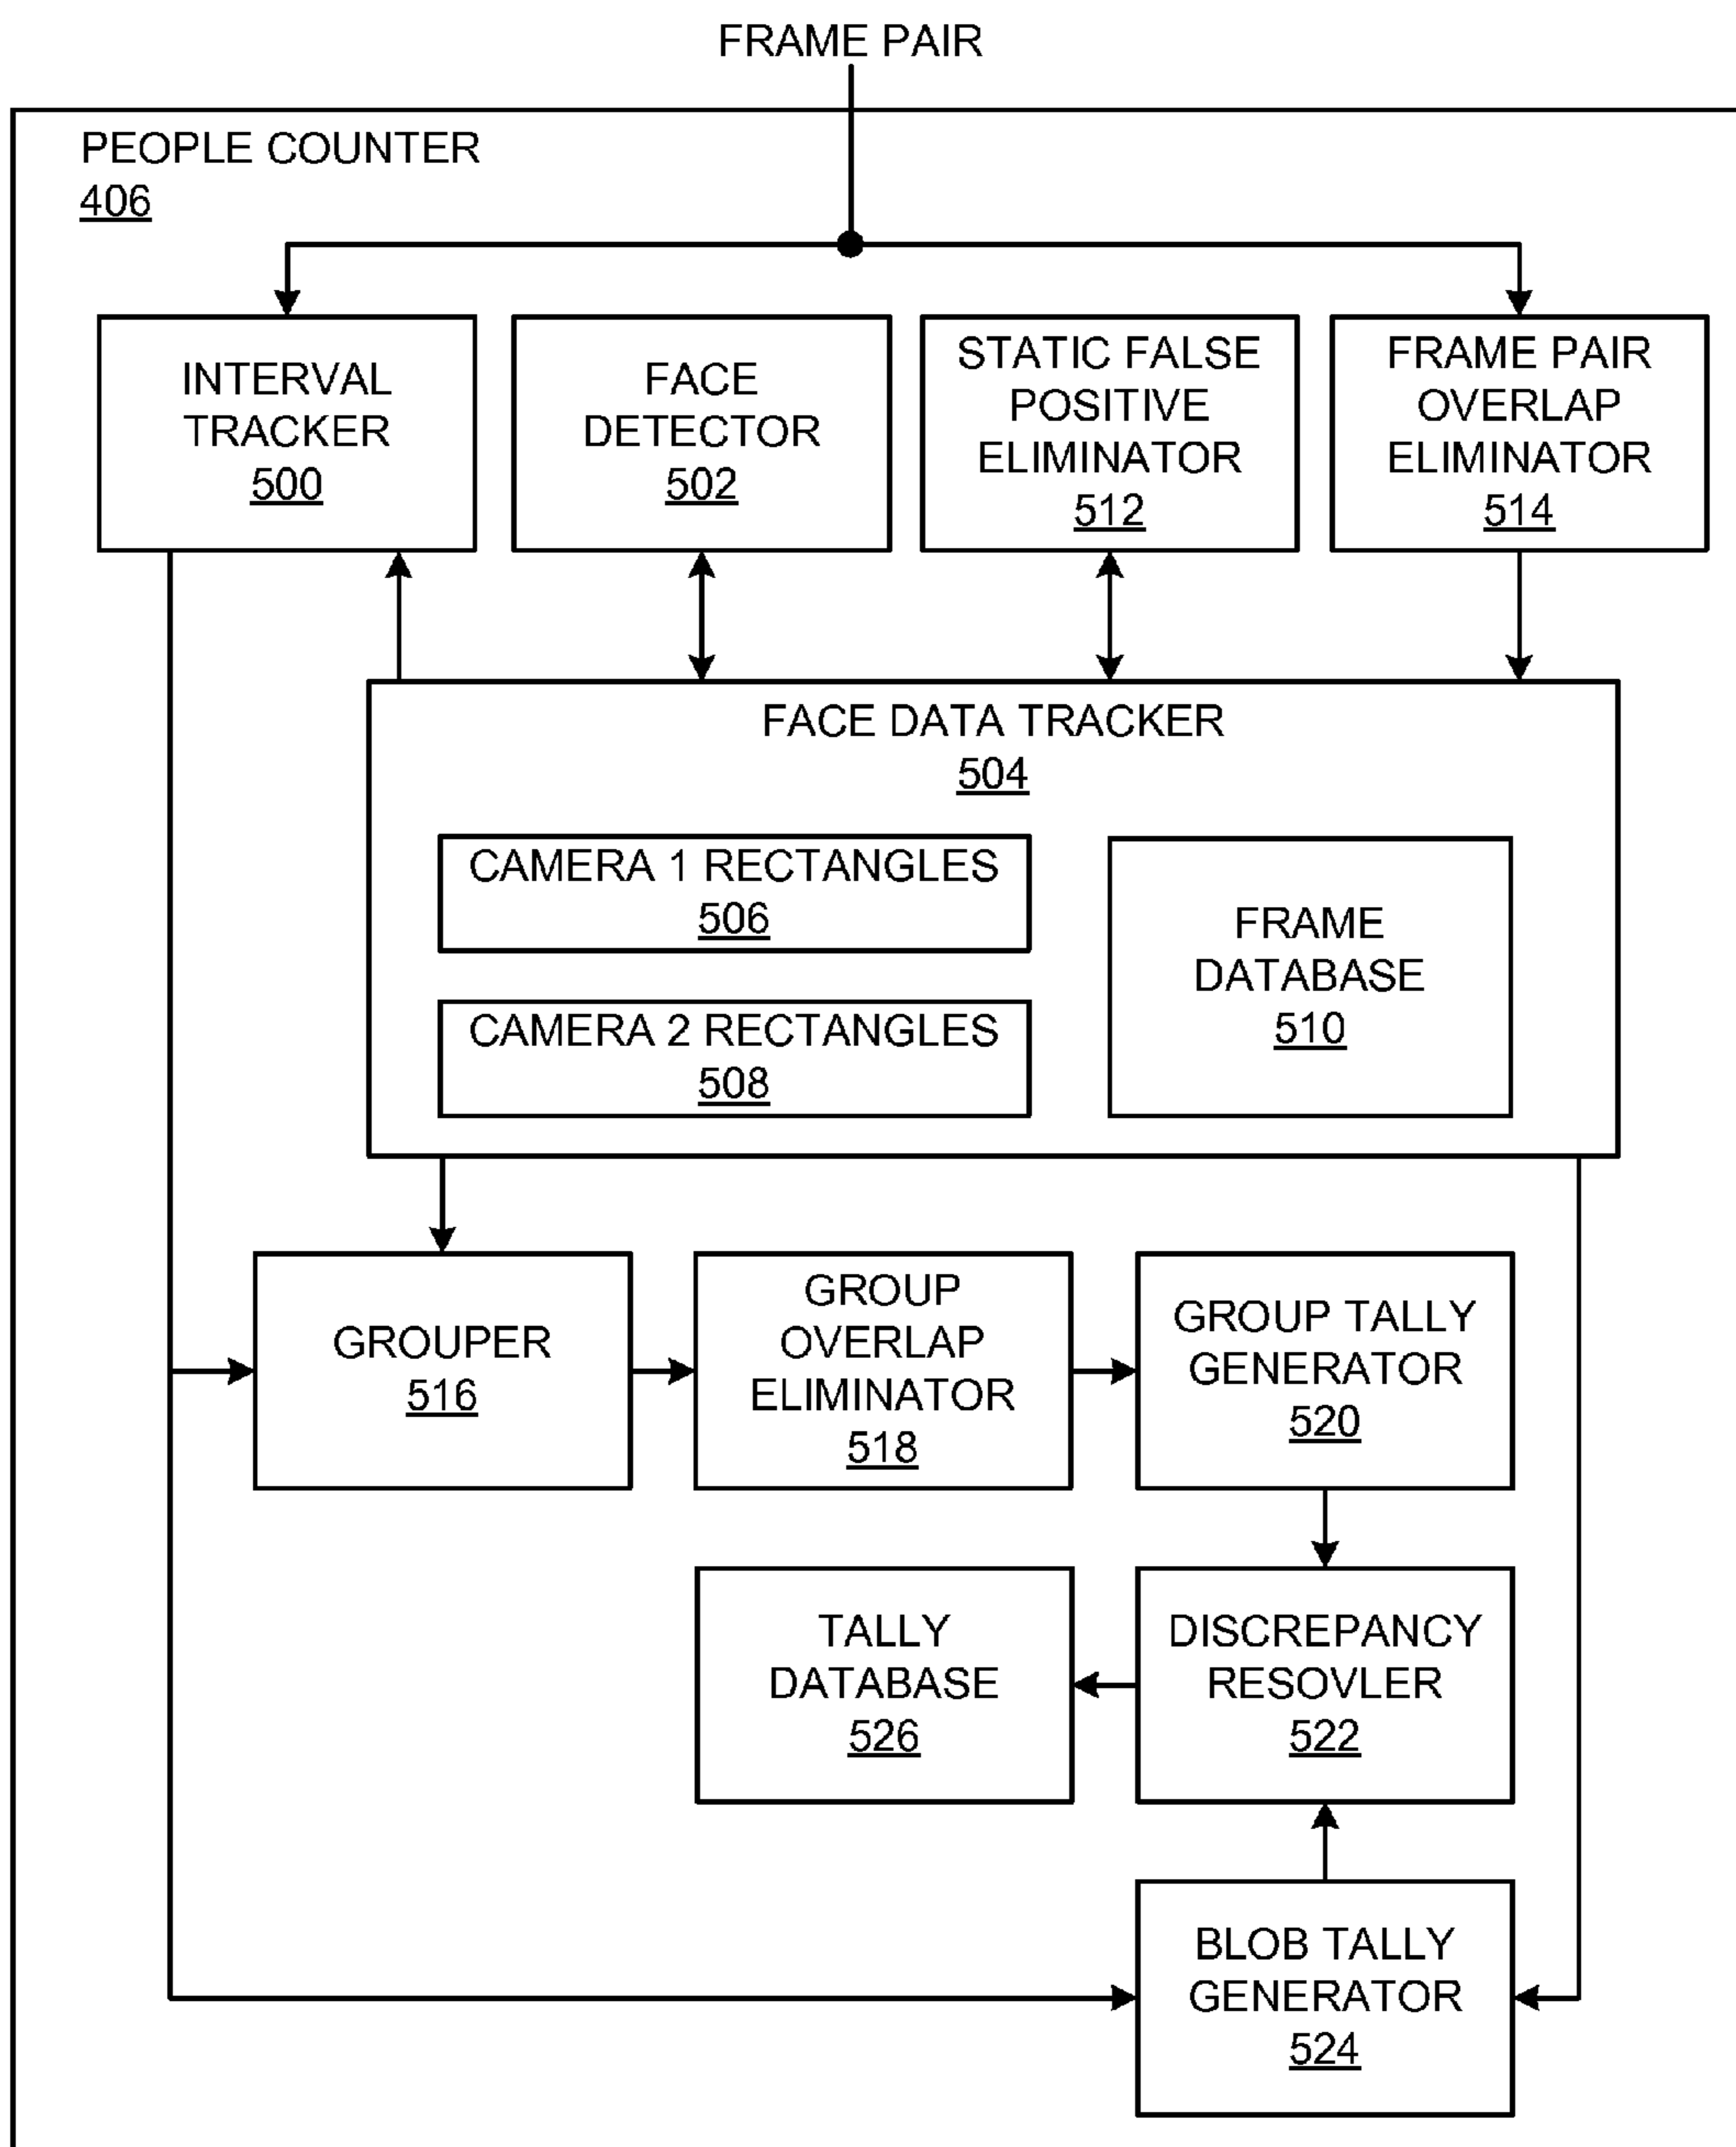 FRAME PAIR
PEOPLE COUNTER
406
INTERVAL
TRACKER
500
FACE
DETECTOR
502
STATIC FALSE
POSITIVE
ELIMINATOR
512
FRAME PAIR
OVERLAP
ELIMINATOR
514
FACE DATA TRACKER
504
CAMERA 1 RECTANGLES
506
CAMERA 2 RECTANGLES
508
FRAME
DATABASE
510
GROUPER
516
GROUP
OVERLAP
ELIMINATOR
518
GROUP TALLY
GENERATOR
520
TALLY
DATABASE
526
DISCREPANCY
RESOVLER
522
BLOB TALLY
GENERATOR
524